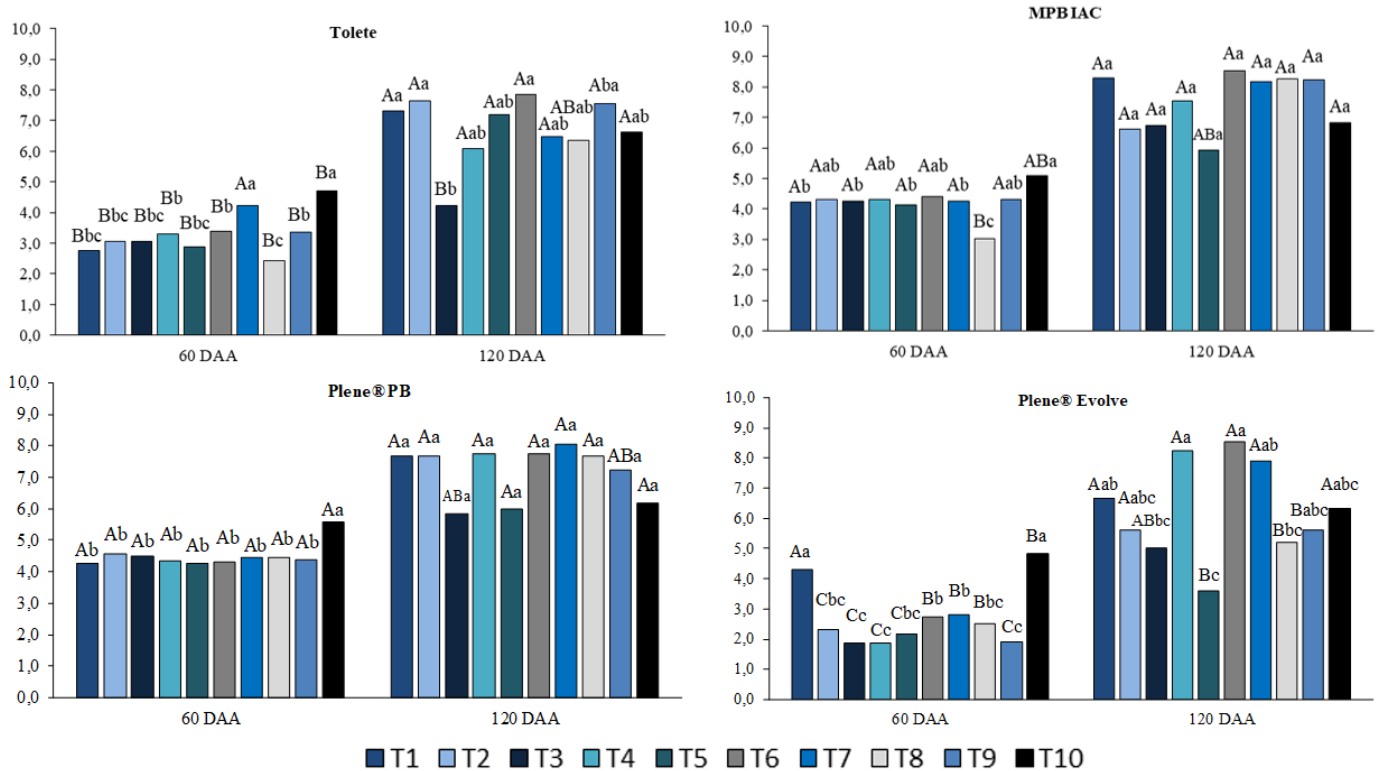 Tolete
10,0
9,0
8,0
7,0
6,0
5,0
4,0
3,0
2,0
1,0
0,0
Bbc Bbc Bbc Bb Bbc Bb Aa Bc Bb Ba
Aa Aa Bb Aab Aab Aa Aab ABab Aba Aab
60 DAA 120 DAA
MPB IAC
10,0
9,0
8,0
7,0
6,0
5,0
4,0
3,0
2,0
1,0
0,0
Ab Aab Ab Aab Ab Aab Ab Bc Aab ABa
Aa Aa Aa Aa ABa Aa Aa Aa Aa Aa
60 DAA 120 DAA
Plene® PB
10,0
9,0
8,0
7,0
6,0
5,0
4,0
3,0
2,0
1,0
0,0
Ab Ab Ab Ab Ab Ab Ab Ab Ab Aa
Aa Aa ABa Aa Aa Aa Aa Aa ABa Aa
60 DAA 120 DAA
Plene® Evolve
10,0
9,0
8,0
7,0
6,0
5,0
4,0
3,0
2,0
1,0
0,0
Aa Cbc Cc Cc Cbc Bb Bb Bbc Cc Ba
Aab Aabc ABbc Aa Bc Aa Aab Bbc Babc Aabc
60 DAA 120 DAA
T1 T2 T3 T4 T5 T6 T7 T8 T9 T10